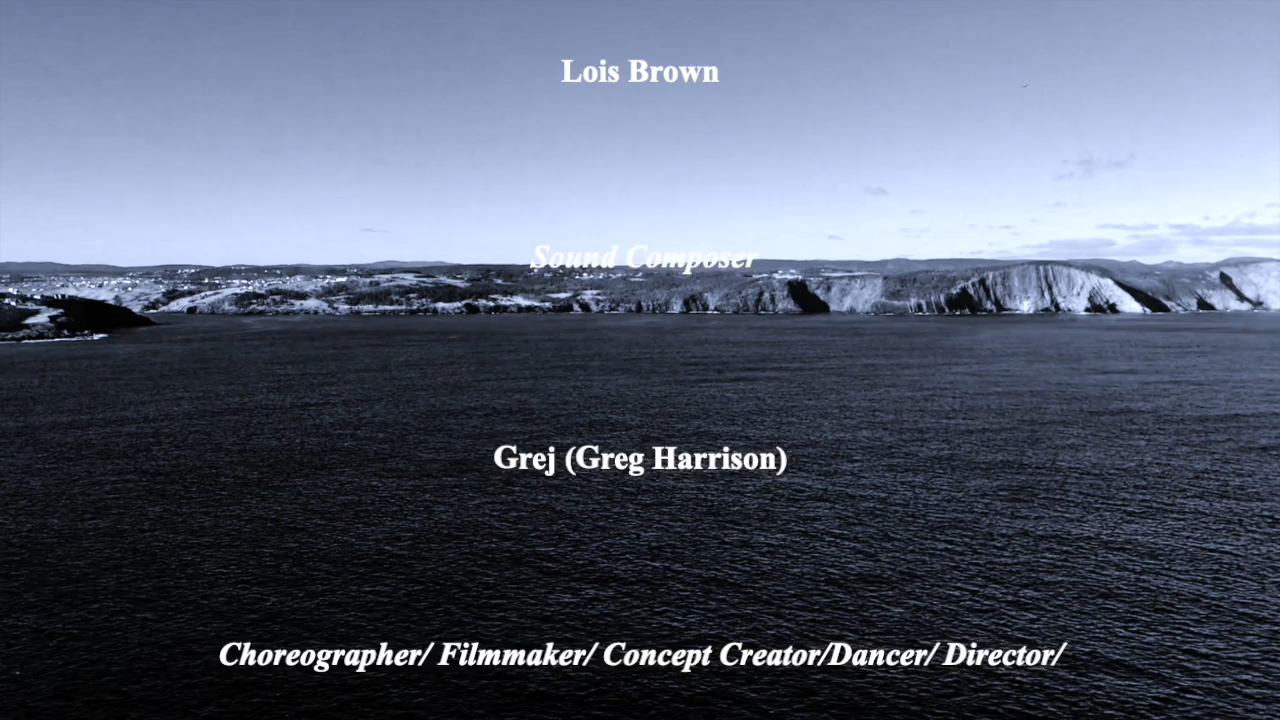 Lois Brown
Sound Composer
Grej (Greg Harrison)
Choreographer/ Filmmaker/ Concept Creator/Dancer/ Director/